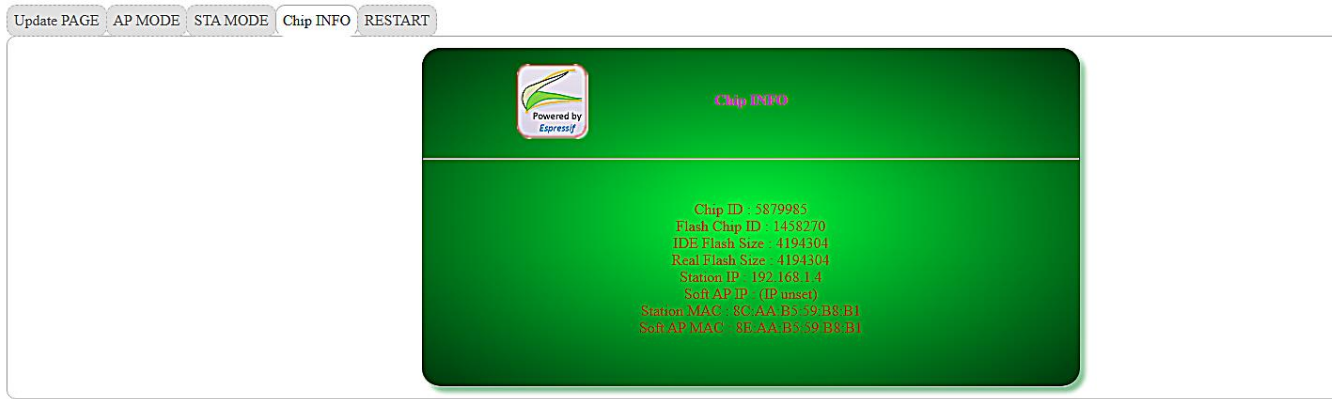 Update PAGE AP MODE STA MODE Chip INFO RESTART
Powered by
Espressif
Chip INFO
Chip ID : 5879985
Flash Chip ID : 1458270
IDE Flash Size : 4194304
Real Flash Size : 4194304
Station IP : 192.168.1.4
Soft AP IP : (IP unset)
Station MAC : 8C:AA:B5:59:B8:B1
Soft AP MAC : 8E:AA:B5:59:B8:B1